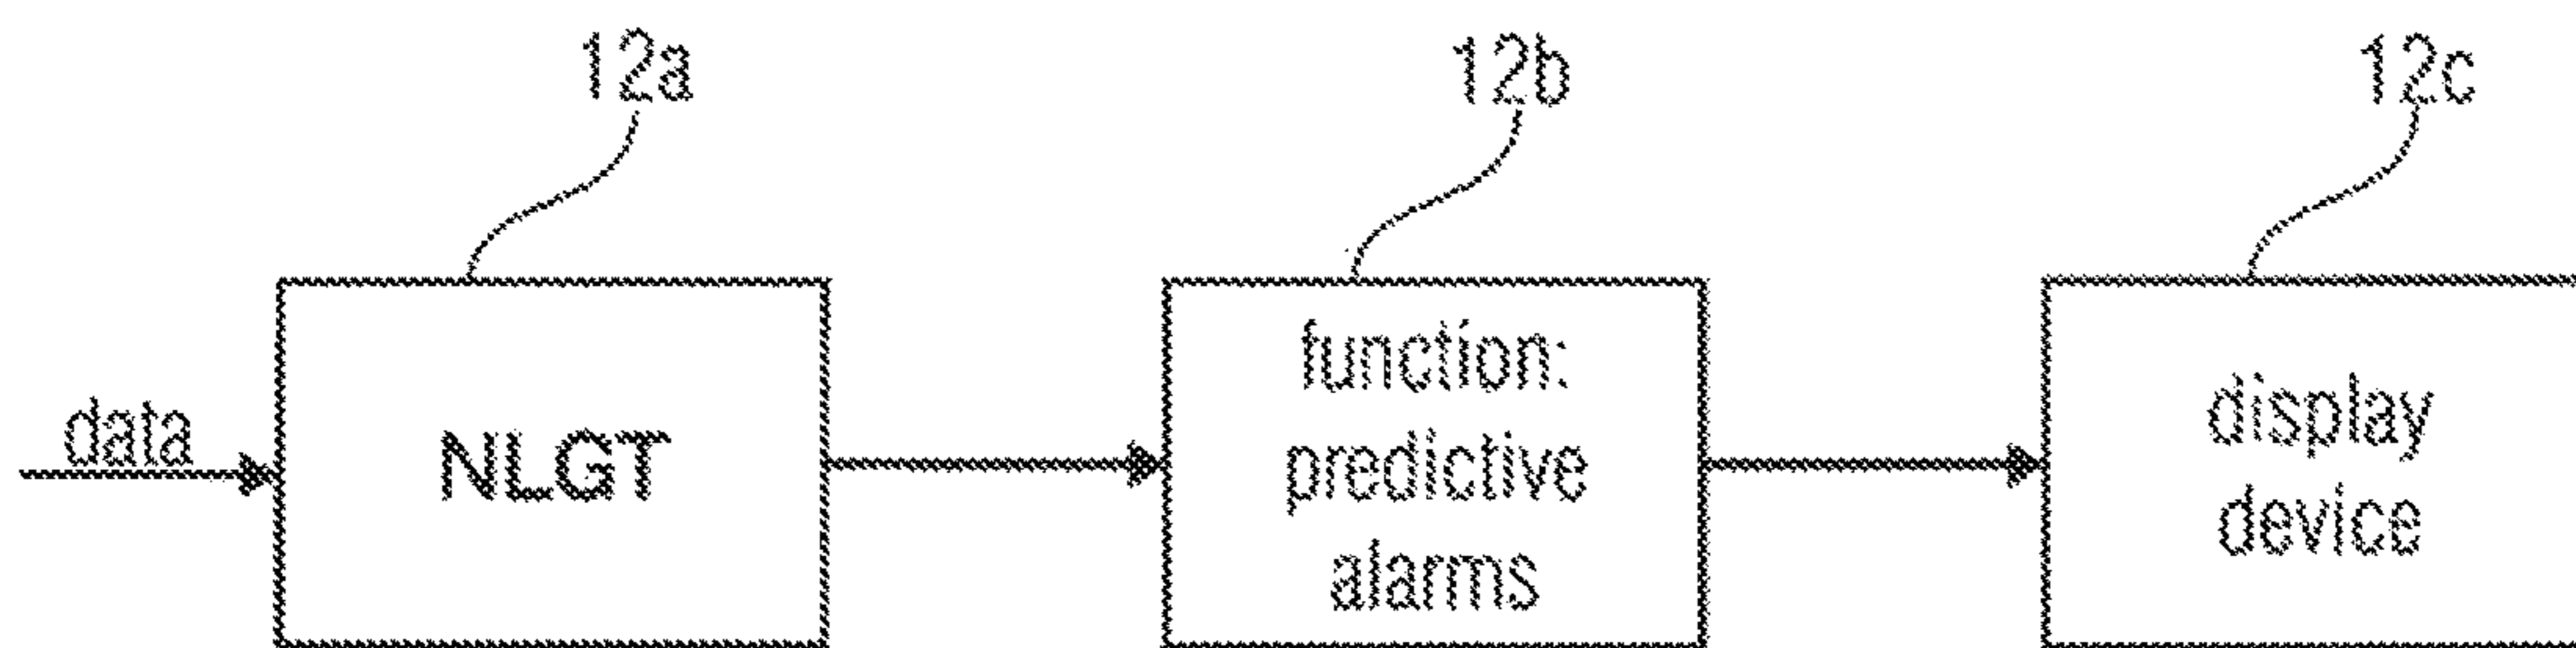 12a
12b
12c
data
NLGT
function:
predictive
alarms
display
device